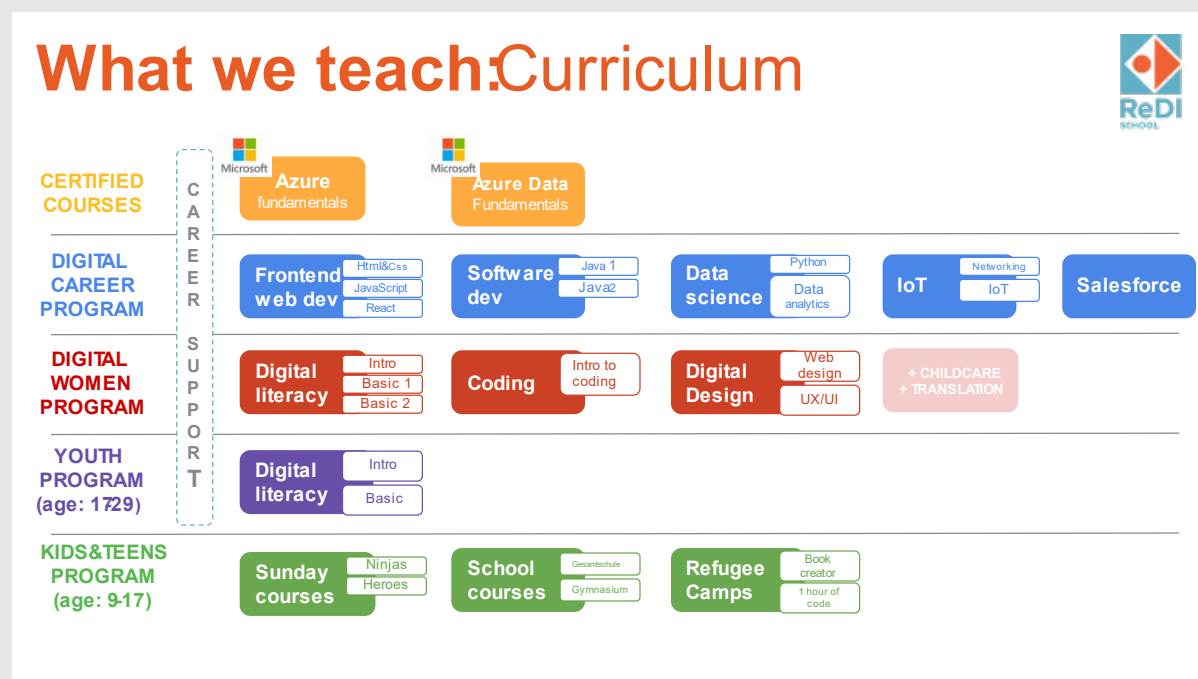 What we teach:Curriculum
ReDI
SCHOOL
CERTIFIED
COURSES
CAREER SUPPORT
Microsoft
Azure
fundamentals
Microsoft
Azure Data
Fundamentals
DIGITAL
CAREER
PROGRAM
Frontend
web dev
Html&Css
JavaScript
React
Software
dev
Java 1
Java2
Data
science
Python
Data
analytics
IoT
Networking
IoT
Salesforce
DIGITAL
WOMEN
PROGRAM
Digital
literacy
Intro
Basic 1
Basic 2
Coding
Intro to
coding
Digital
Design
Web
design
UX/UI
+ CHILDCARE
+ TRANSLATION
YOUTH
PROGRAM
(age: 17-29)
Digital
literacy
Intro
Basic
KIDS&TEENS
PROGRAM
(age: 9-17)
Sunday
courses
Ninjas
Heroes
School
courses
Gesamtschule
Gymnasium
Refugee
Camps
Book
creator
1 hour of
code